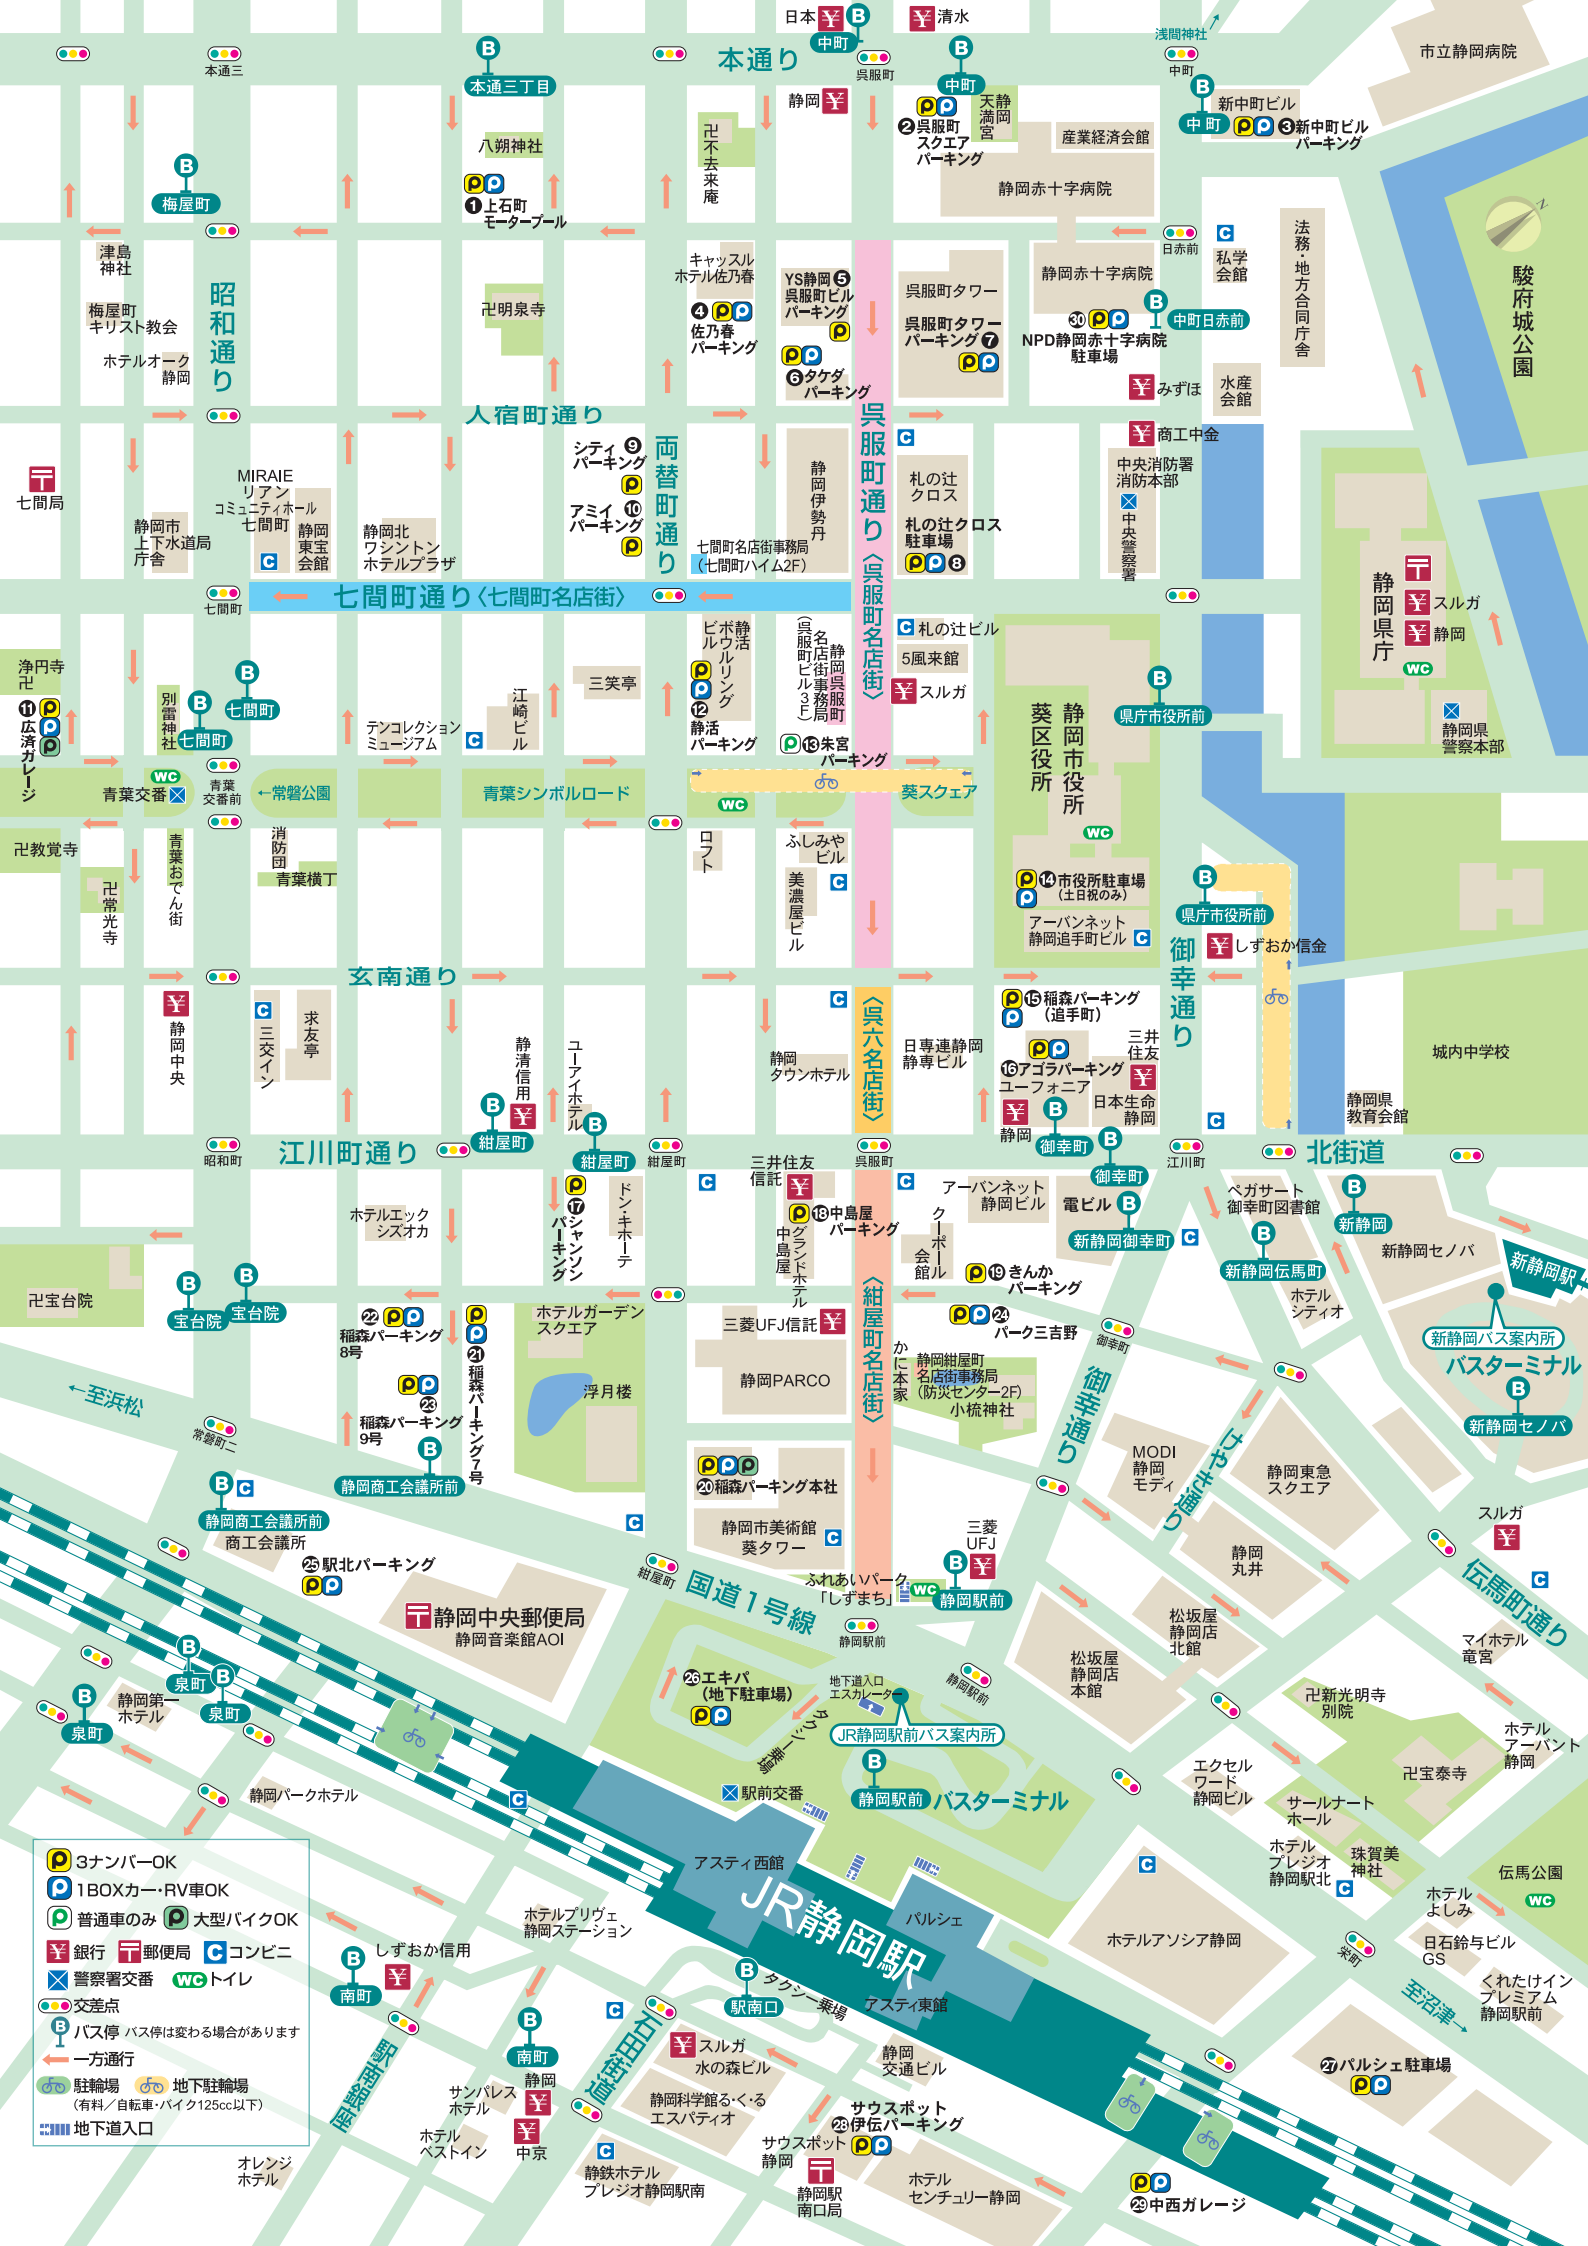 日本
中町
清水
浅間神社
市立静岡病院
本通三
本通三丁目
本通り
呉服町
中町
中町
中町
新中町ビル
③新中町ビル
パーキング
静岡
②呉服町
スクエア
パーキング
静岡
天満宮
産業経済会館
静岡赤十字病院
八朔神社
卍不去来庵
①上石町
モータープール
梅屋町
津島
神社
昭和通り
梅屋町
キリスト教会
ホテルオーク
静岡
卍明泉寺
キャッスル
ホテル佐乃春
④
佐乃春
パーキング
YS静岡⑤
呉服町ビル
パーキング
⑥タケダ
パーキング
呉服町タワー
呉服町タワー
パーキング⑦
静岡赤十字病院
日赤前
私学
会館
法務・地方合同庁舎
駿府城公園
N
中町日赤前
㉚
NPD静岡赤十字病院
駐車場
みずほ
水産
会館
商工中金
人宿町通り
両替町通り
呉服町通り〈呉服町名店街〉
シティ⑨
パーキング
アミイ⑩
パーキング
静岡伊勢丹
札の辻
クロス
札の辻クロス
駐車場
⑧
中央消防署
消防本部
中央警察署
七間局
静岡市
上下水道局
庁舎
MIRAIE
リアン
コミュニティホール
七間町
静岡
東宝
会館
静岡北
ワシントン
ホテルプラザ
七間町名店街事務局
(七間町ハイム2F)
七間町
七間町通り〈七間町名店街〉
静岡県庁
スルガ
静岡
WC
静岡県
警察本部
浄円寺
卍
⑪広済ガレージ
別雷神社
七間町
七間町
テンコレクション
ミュージアム
江崎ビル
三笑亭
静活
ボウリング
ビル
⑫
静活
パーキング
静岡呉服町
名店街事務局
(呉服町ビル3F)
⑬朱宮
パーキング
札の辻ビル
5風来館
スルガ
静岡市役所
葵区役所
県庁市役所前
WC
青葉交番
青葉
交番前
←常磐公園
青葉シンボルロード
WC
葵スクェア
WC
卍教覚寺
卍常光寺
青葉おでん街
消防団
青葉横丁
ロフト
ふしみや
ビル
美濃屋ビル
⑭市役所駐車場
(土日祝のみ)
アーバンネット
静岡追手町ビル
県庁市役所前
しずおか信金
御幸通り
玄南通り
静岡中央
三交イン
求友亭
静清信用
ユーアイホテル
静岡
タウンホテル
〈呉六名店街〉
日専連静岡
静専ビル
⑮稲森パーキング
(追手町)
⑯アゴラパーキング
ユーフォニア
静岡
三井
住友
日本生命
静岡
城内中学校
静岡県
教育会館
昭和町
江川町通り
紺屋町
紺屋町
紺屋町
呉服町
御幸町
御幸町
江川町
北街道
三井住友
信託
⑱中島屋
パーキング
中島屋
グランドホテル
ホテルエック
シズオカ
⑰シャンソン
パーキング
ドン・キホーテ
アーバンネット
静岡ビル
電ビル
新静岡御幸町
クーポール
会館
⑲きんか
パーキング
ペガサート
御幸町図書館
新静岡伝馬町
新静岡
新静岡セノバ
新静岡駅
ホテル
シティオ
新静岡バス案内所
バスターミナル
新静岡セノバ
卍宝台院
宝台院
宝台院
㉒
稲森パーキング
8号
㉓
稲森パーキング
9号
㉑稲森パーキング7号
ホテルガーデン
スクエア
浮月楼
三菱UFJ信託
静岡PARCO
〈紺屋町名店街〉
㉔
パーク三吉野
かに本家
静岡紺屋町
名店街事務局
(防災センター2F)
小梳神社
御幸町
御幸通り
けやき通り
MODI
静岡
モディ
静岡東急
スクエア
←至浜松
常磐町二
静岡商工会議所前
静岡商工会議所前
商工会議所
⑳稲森パーキング本社
静岡市美術館
葵タワー
㉕駅北パーキング
静岡中央郵便局
静岡音楽館AOI
紺屋町
国道1号線
ふれあいパーク
「しずまち」
WC
三菱
UFJ
静岡駅前
静岡駅前
静岡
丸井
スルガ
伝馬町通り
松坂屋
静岡店
北館
松坂屋
静岡店
本館
マイホテル
竜宮
泉町
泉町
泉町
静岡第一
ホテル
㉖エキパ
(地下駐車場)
タクシー乗場
地下道入口
エスカレーター
静岡駅前
JR静岡駅前バス案内所
静岡駅前
バスターミナル
駅前交番
静岡パークホテル
卍新光明寺
別院
ホテル
アーバント
静岡
卍宝泰寺
エクセル
ワード
静岡ビル
サールナート
ホール
ホテル
プレジオ
静岡駅北
珠賀美
神社
伝馬公園
WC
ホテル
よしみ
日石鈴与ビル
GS
くれたけイン
プレミアム
静岡駅前
栄町
至沼津→
アスティ西館
JR静岡駅
パルシェ
アスティ東館
ホテルアソシア静岡
3ナンバーOK
1BOXカー・RV車OK
普通車のみ 大型バイクOK
銀行 郵便局 コンビニ
警察署交番 WCトイレ
交差点
バス停 バス停は変わる場合があります
一方通行
駐輪場 地下駐輪場
(有料／自転車・バイク125cc以下)
地下道入口
ホテルプリヴェ
静岡ステーション
しずおか信用
南町
南町
駅南銀座
石田街道
駅南口
タクシー乗場
スルガ
水の森ビル
静岡
交通ビル
静岡科学館る・く・る
エスパティオ
サンパレス
ホテル
静岡
中京
ホテル
ベストイン
オレンジ
ホテル
静鉄ホテル
プレジオ静岡駅南
サウスポット
㉘伊伝パーキング
サウスポット
静岡
静岡駅
南口局
ホテル
センチュリー静岡
㉗パルシェ駐車場
㉙中西ガレージ